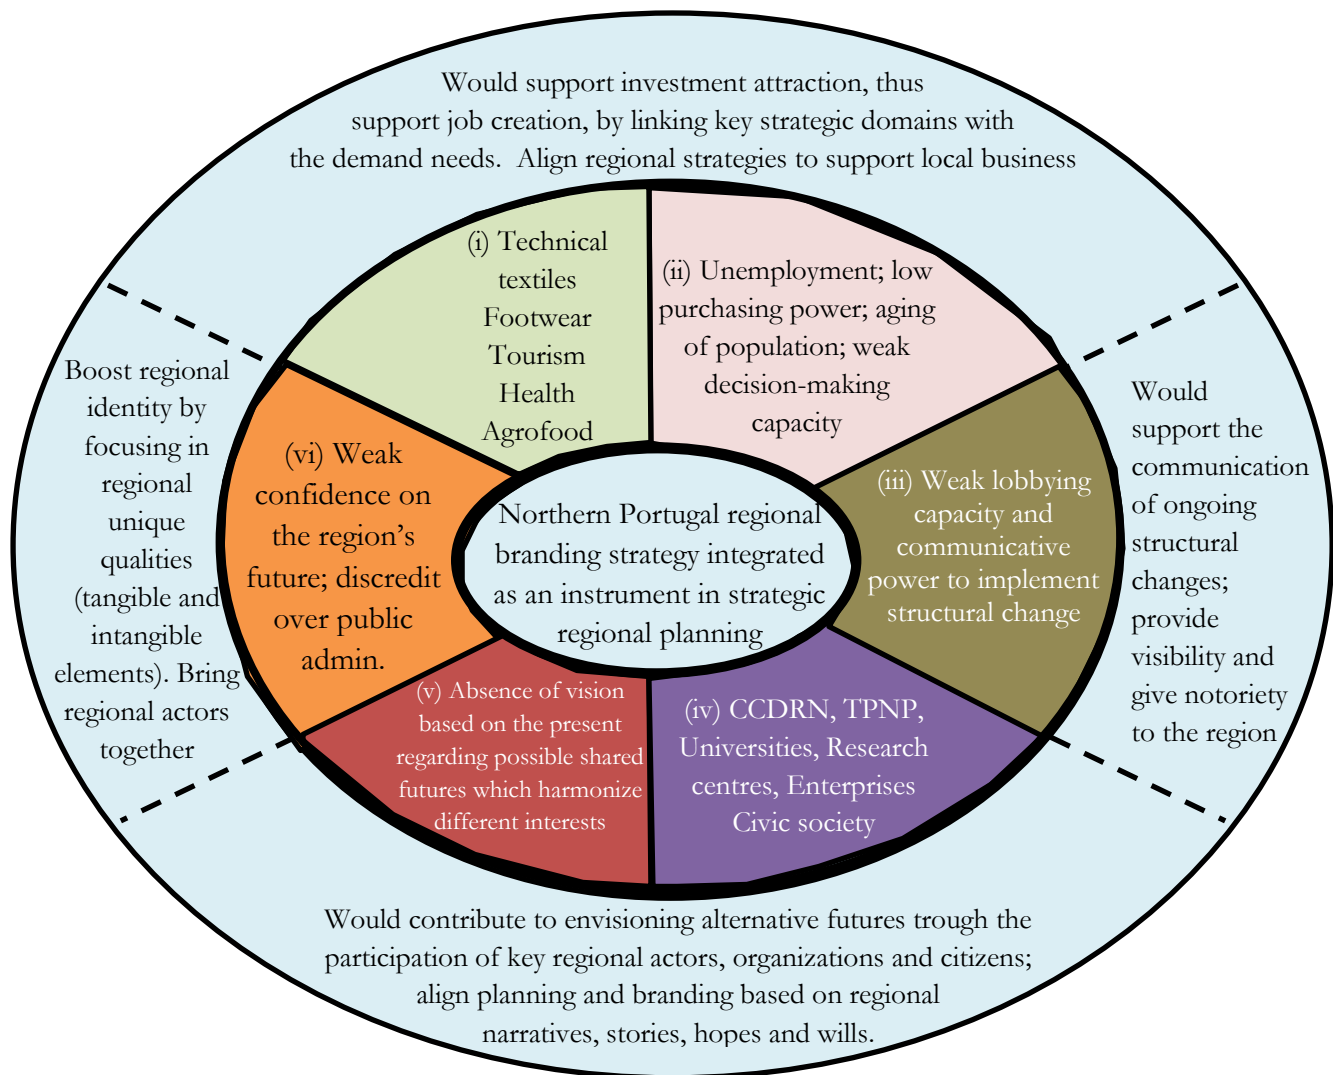 Would support investment attraction, thus
support job creation, by linking key strategic domains with
the demand needs.  Align regional strategies to support local business
(i) Technical
textiles
Footwear
Tourism
Health
Agrofood
(ii) Unemployment; low
purchasing power; aging
of population; weak
decision-making
capacity
Boost regional
identity by
focusing in
regional
unique
qualities
(tangible and
intangible
elements). Bring
regional actors
together
(vi) Weak
confidence on
the region’s
future; discredit
over public
admin.
Northern Portugal regional
branding strategy integrated
as an instrument in strategic
regional planning
(iii) Weak lobbying
capacity and
communicative
power to implement
structural change
Would
support the
communication
of ongoing
structural
changes;
provide
visibility and
give notoriety
to the region
(v) Absence of vision
based on the present
regarding possible shared
futures which harmonize
different interests
(iv) CCDRN, TPNP,
Universities, Research
centres, Enterprises
Civic society
Would contribute to envisioning alternative futures trough the
participation of key regional actors, organizations and citizens;
align planning and branding based on regional
narratives, stories, hopes and wills.